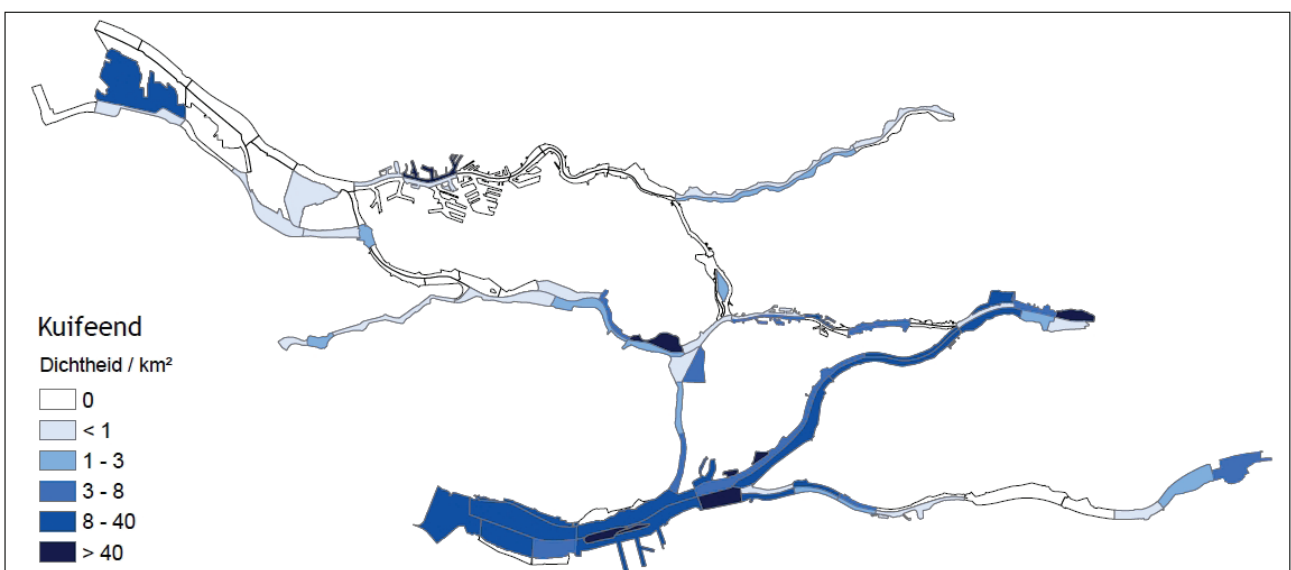 Kuifeend
Dichtheid / km²
0
< 1
1 - 3
3 - 8
8 - 40
> 40